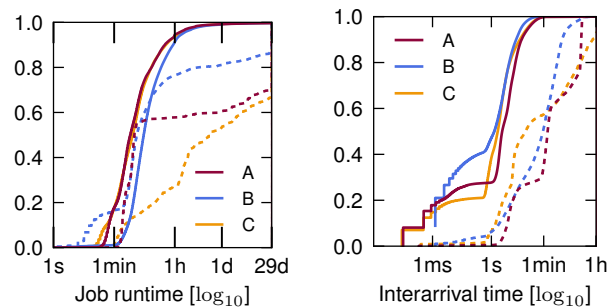 1.0
0.8
0.6
0.4
0.2
0.0
A
B
C
1s 1min 1h 1d 29d
Job runtime [log10]
1.0
0.8
0.6
0.4
0.2
0.0
A
B
C
1ms 1s 1min 1h
Interarrival time [log10]